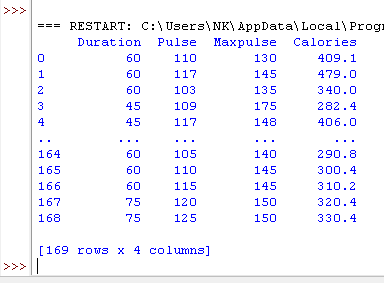 >>>
=== RESTART: C:\Users\NK\AppData\Local\Progr
Duration Pulse Maxpulse Calories
0 60 110 130 409.1
1 60 117 145 479.0
2 60 103 135 340.0
3 45 109 175 282.4
4 45 117 148 406.0
.. ... ... ... ...
164 60 105 140 290.8
165 60 110 145 300.4
166 60 115 145 310.2
167 75 120 150 320.4
168 75 125 150 330.4
[169 rows x 4 columns]
>>>